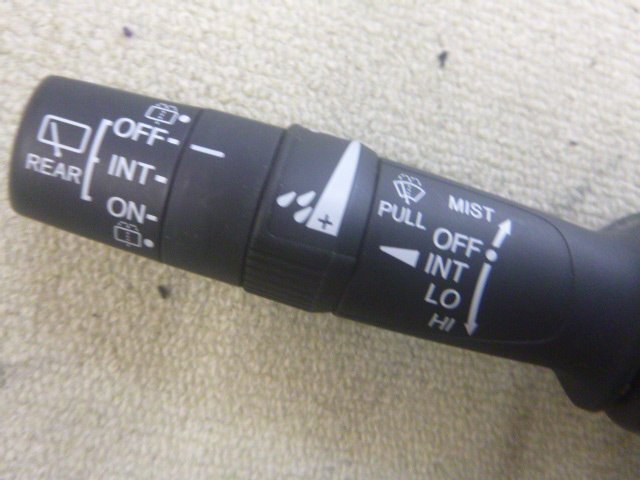 REAR
OFF
INT
ON
+
PULL
MIST
OFF
INT
LO
HI